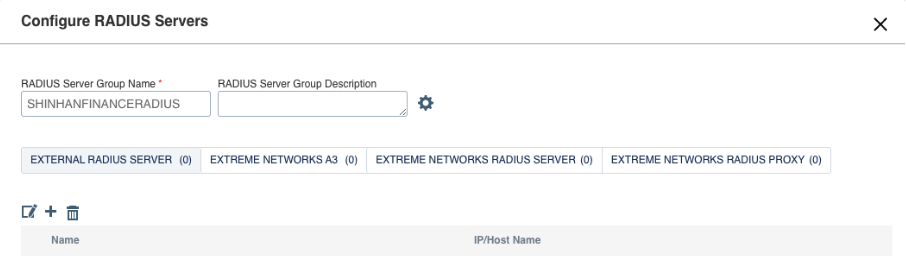 Configure RADIUS Servers
RADIUS Server Group Name * RADIUS Server Group Description
SHINHANFINANCERADIUS
EXTERNAL RADIUS SERVER (0) EXTREME NETWORKS A3 (0) EXTREME NETWORKS RADIUS SERVER (0) EXTREME NETWORKS RADIUS PROXY (0)
Name IP/Host Name